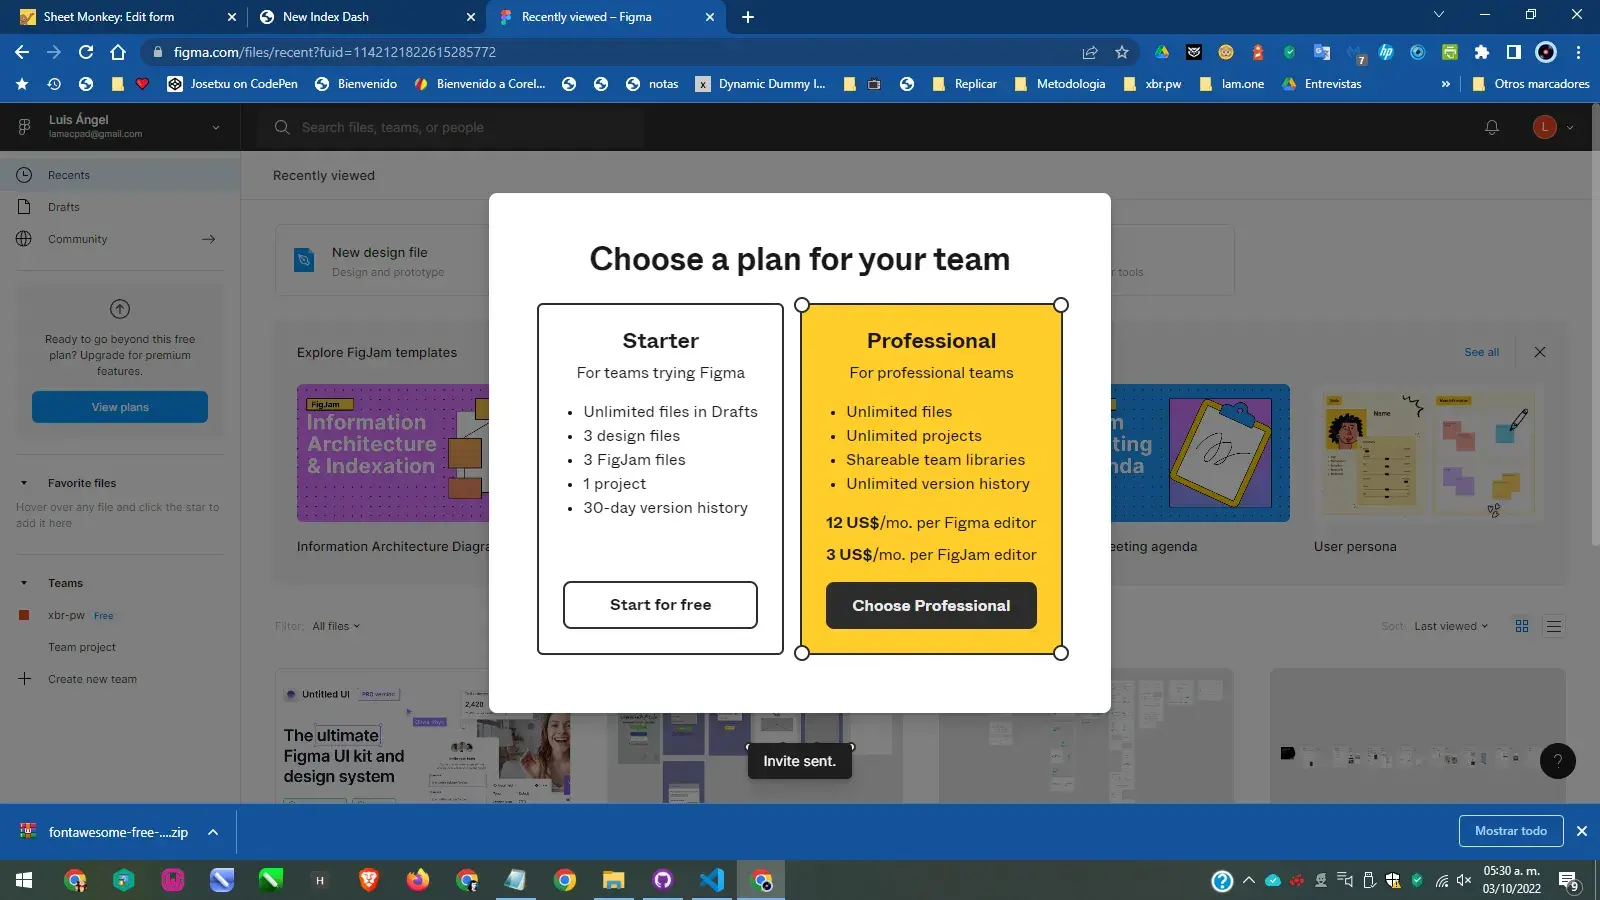 Sheet Monkey: Edit form
New Index Dash
Recently viewed – Figma
figma.com/files/recent?fuid=1142121822615285772
7
Josetxu on CodePen
Bienvenido
Bienvenido a Corel...
notas
Dynamic Dummy I...
Replicar
Metodologia
xbr.pw
lam.one
Entrevistas
»
Otros marcadores
Luis Ángel
lamacpad@gmail.com
Search files, teams, or people
L
Recents
Drafts
Community
Ready to go beyond this free
plan? Upgrade for premium
features.
View plans
Favorite files
Hover over any file and click the star to
add it here
Teams
xbr-pw Free
Team project
Create new team
Recently viewed
New design file
Design and prototype
r tools
Explore FigJam templates
See all
FigJam
Information
Architecture
& Indexation
Information Architecture Diagra
eeting agenda
Name
User persona
Choose a plan for your team
Starter
For teams trying Figma
• Unlimited files in Drafts
• 3 design files
• 3 FigJam files
• 1 project
• 30-day version history
Start for free
Professional
For professional teams
• Unlimited files
• Unlimited projects
• Shareable team libraries
• Unlimited version history
12 US$/mo. per Figma editor
3 US$/mo. per FigJam editor
Choose Professional
Filter: All files
Sort: Last viewed
Untitled UI
PRO version
2,420
The ultimate
Figma UI kit and
design system
Invite sent.
?
fontawesome-free-....zip
Mostrar todo
H
05:30 a. m.
03/10/2022
9